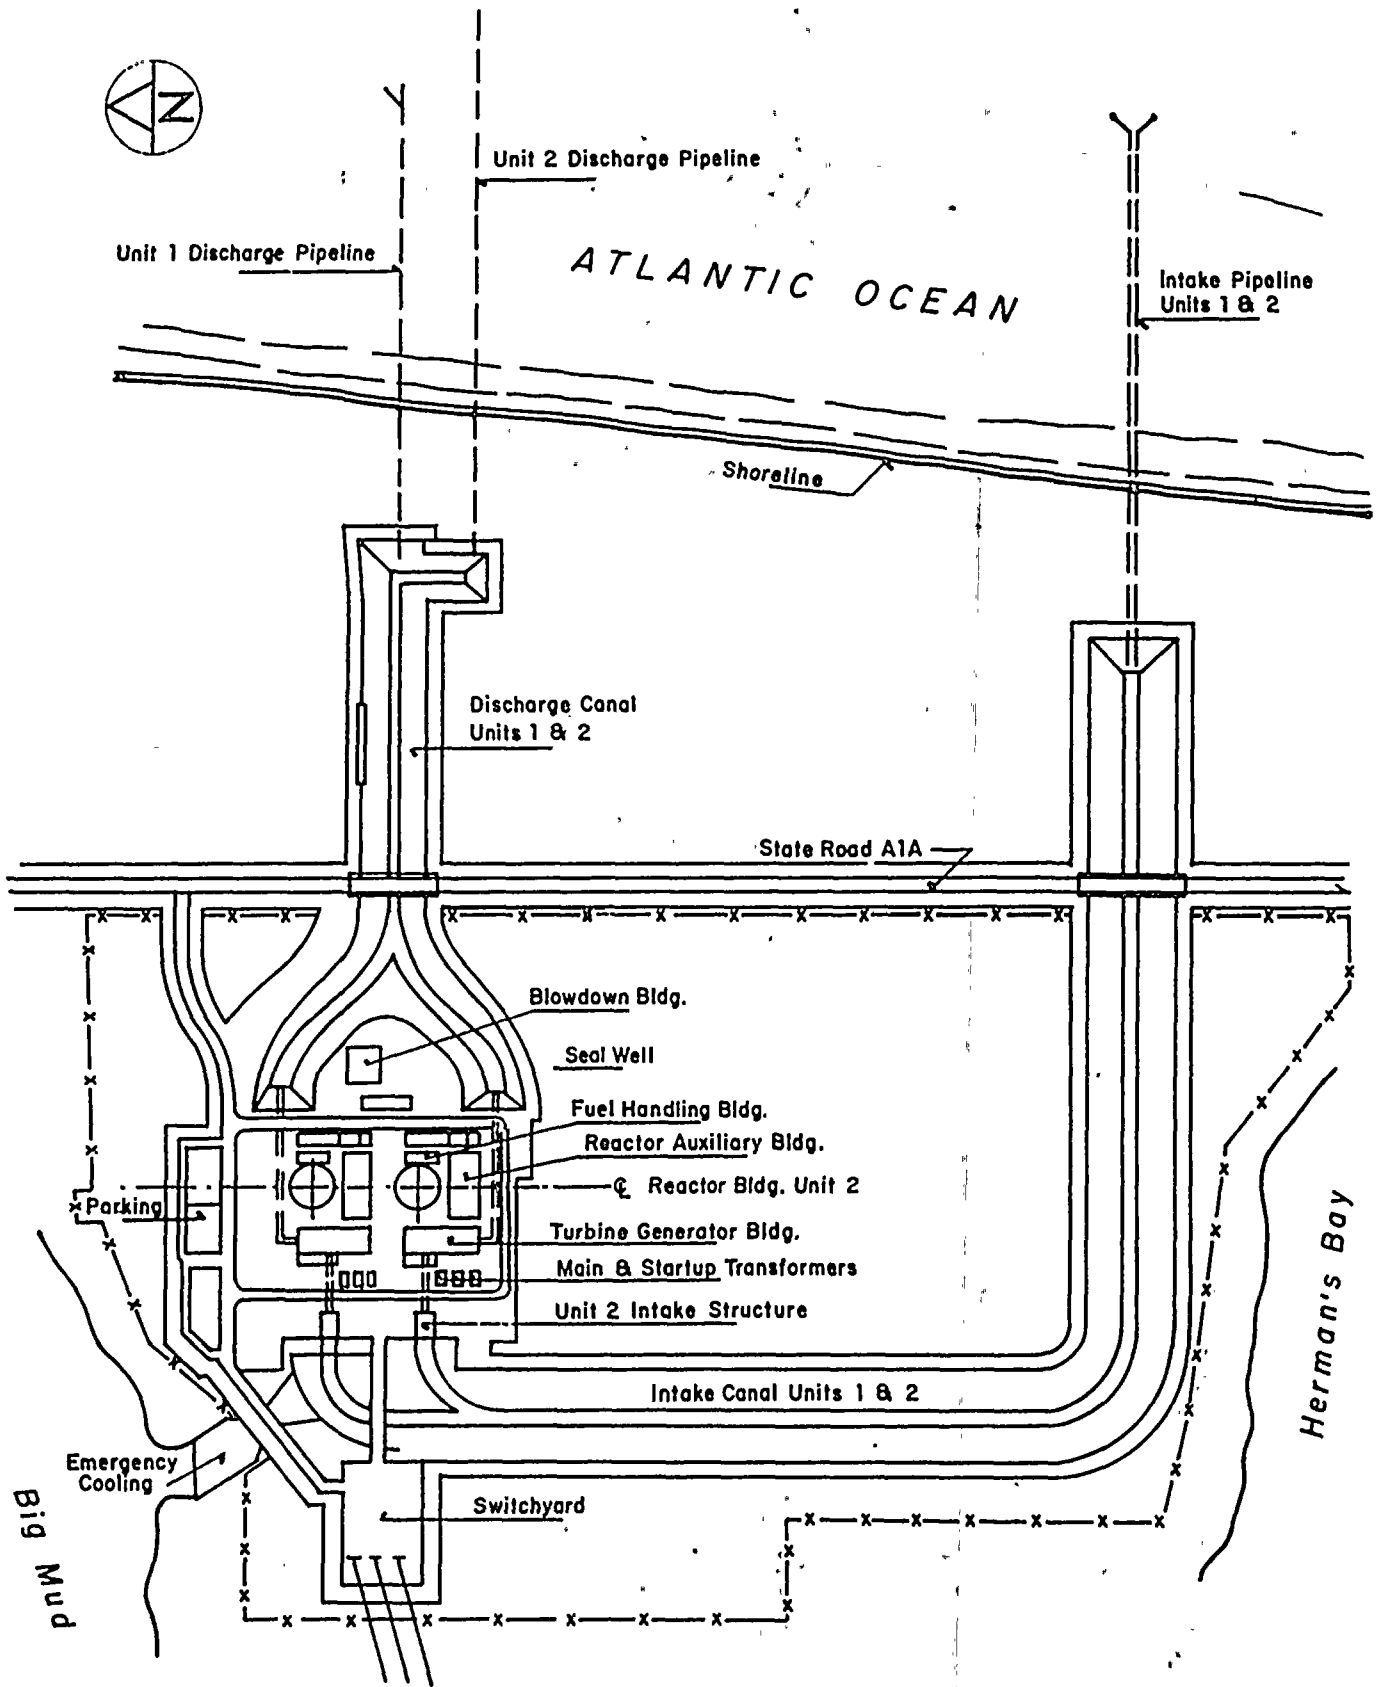 N
Unit 2 Discharge Pipeline
Unit 1 Discharge Pipeline
ATLANTIC OCEAN
Intake Pipeline
Units 1 & 2
Shoreline
Discharge Canal
Units 1 & 2
State Road A1A
Blowdown Bldg.
Seal Well
Fuel Handling Bldg.
Reactor Auxiliary Bldg.
℄ Reactor Bldg. Unit 2
Parking
Turbine Generator Bldg.
Main & Startup Transformers
Unit 2 Intake Structure
Intake Canal Units 1 & 2
Herman's Bay
Emergency
Cooling
Switchyard
Big Mud